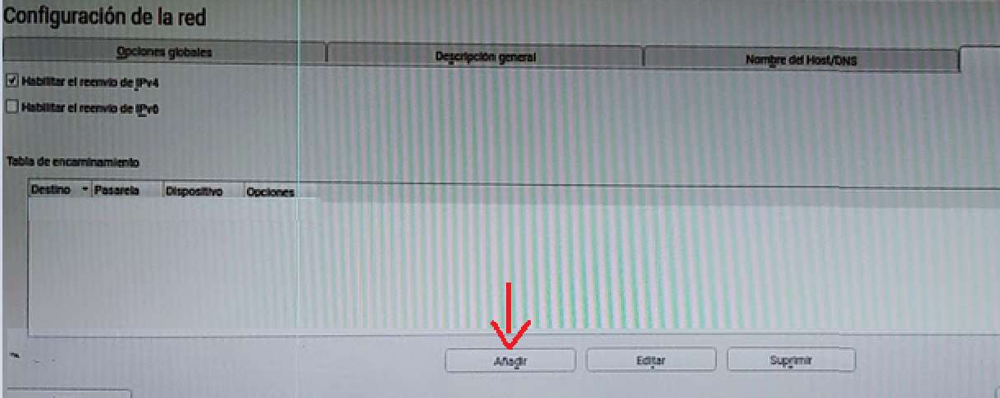 Configuración de la red
Opciones globales
Descripción general
Nombre del Host/DNS
Habilitar el reenvío de IPv4
Habilitar el reenvío de IPv6
Tabla de encaminamiento
Destino Pasarela Dispositivo Opciones
Añadir Editar Suprimir